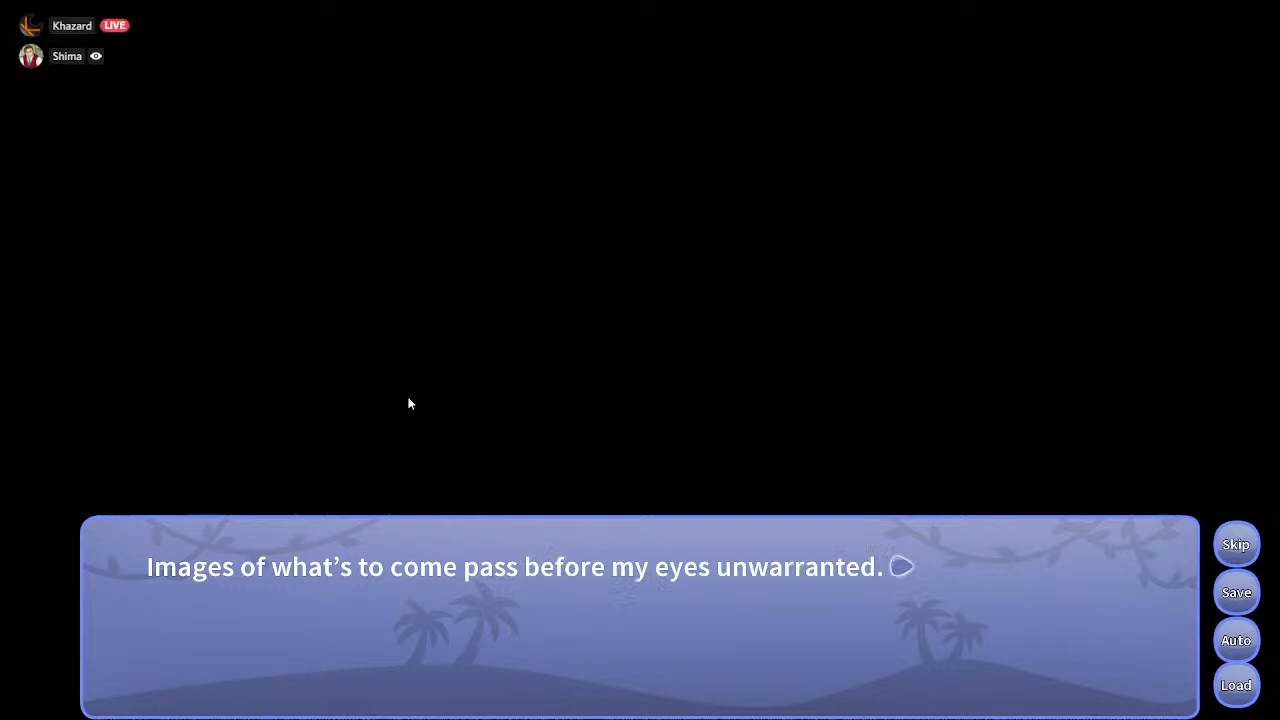 Khazard LIVE
Shima
Images of what’s to come pass before my eyes unwarranted.
Skip
Save
Auto
Load